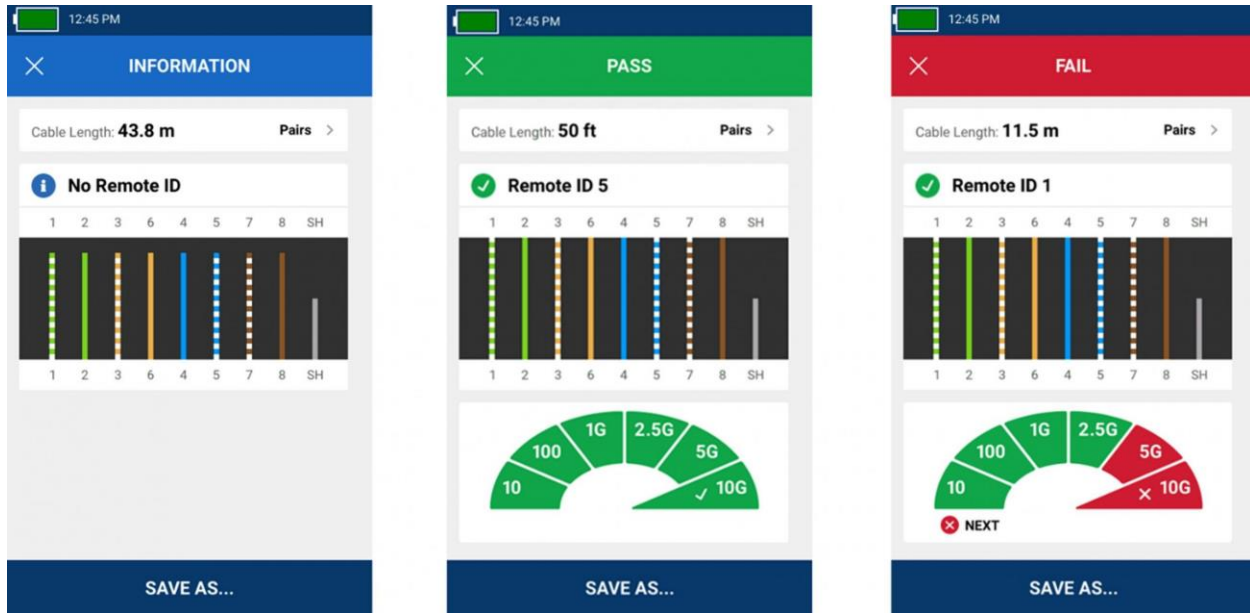 12:45 PM
INFORMATION
Cable Length: 43.8 m Pairs >
i No Remote ID
1 2 3 6 4 5 7 8 SH
1 2 3 6 4 5 7 8 SH
SAVE AS...
12:45 PM
PASS
Cable Length: 50 ft Pairs >
Remote ID 5
1 2 3 6 4 5 7 8 SH
1 2 3 6 4 5 7 8 SH
10 100 1G 2.5G 5G 10G
SAVE AS...
12:45 PM
FAIL
Cable Length: 11.5 m Pairs >
Remote ID 1
1 2 3 6 4 5 7 8 SH
1 2 3 6 4 5 7 8 SH
10 100 1G 2.5G 5G 10G
NEXT
SAVE AS...